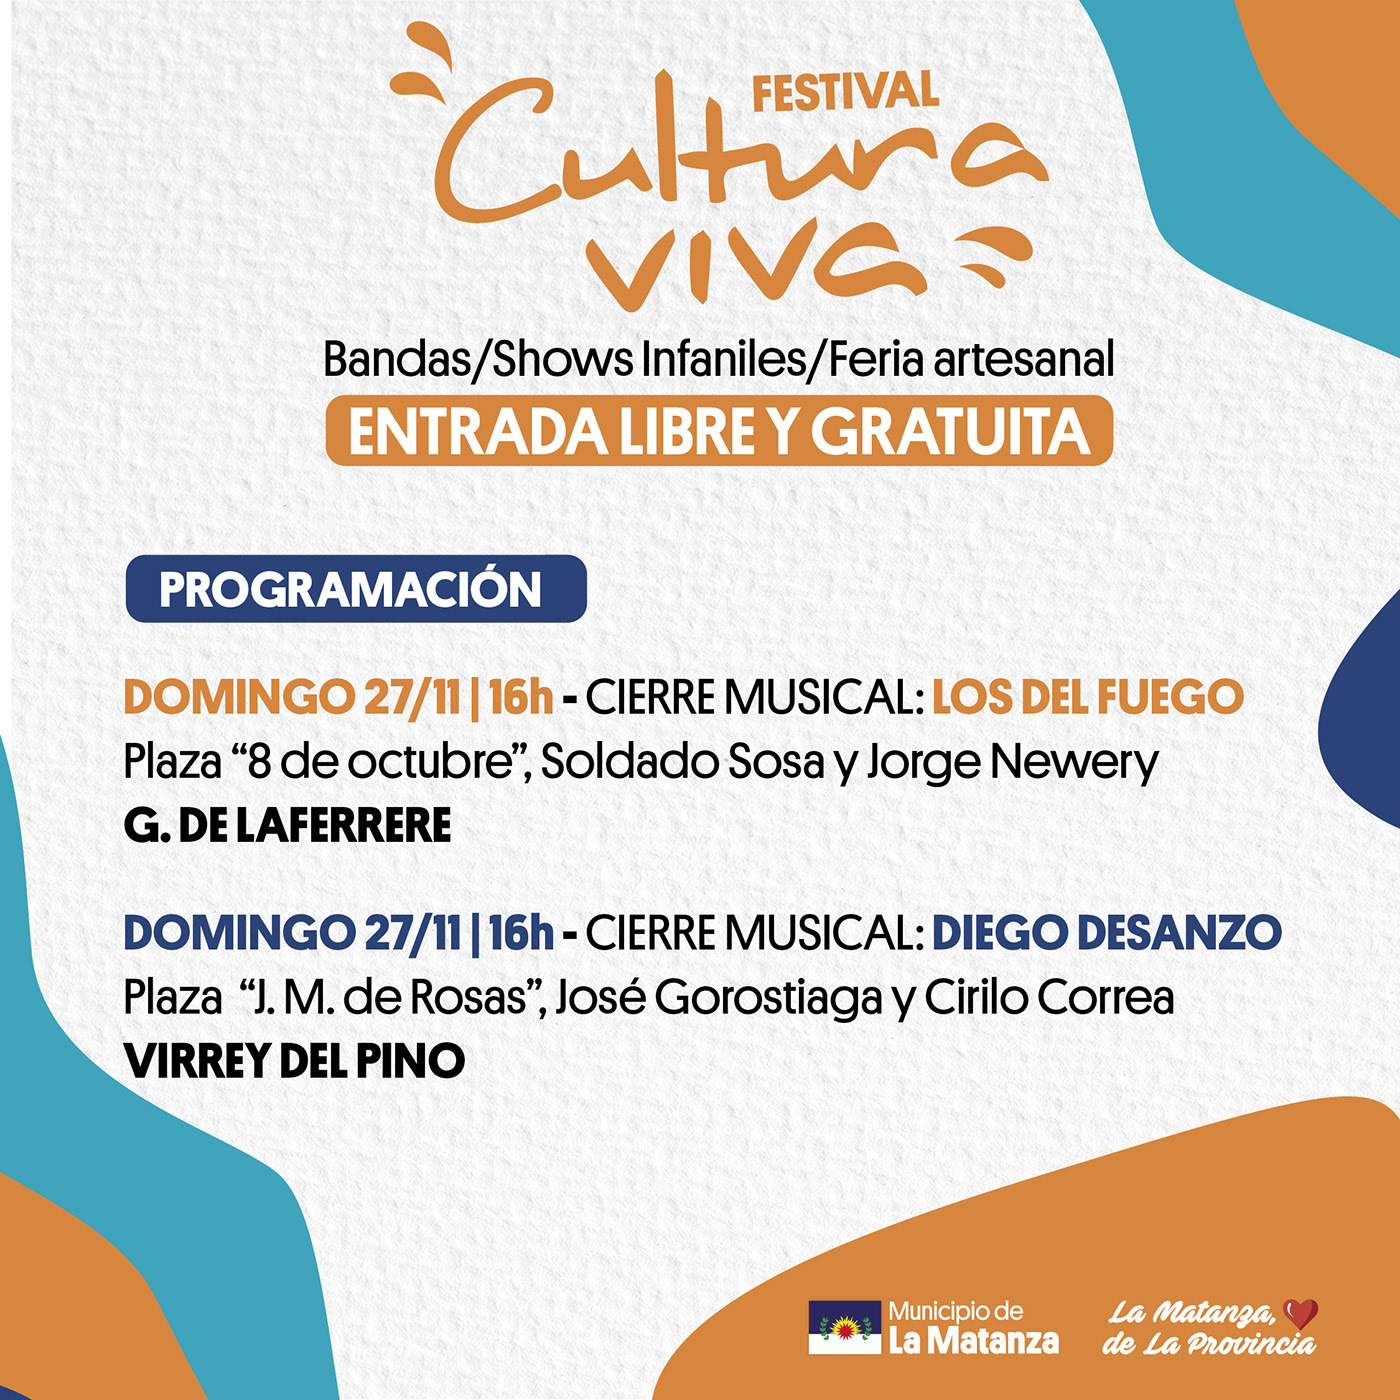 FESTIVAL
Cultura
viva
Bandas/Shows Infaniles/Feria artesanal
ENTRADA LIBRE Y GRATUITA
PROGRAMACIÓN
DOMINGO 27/11 | 16h - CIERRE MUSICAL: LOS DEL FUEGO
Plaza “8 de octubre”, Soldado Sosa y Jorge Newery
G. DE LAFERRERE
DOMINGO 27/11 | 16h - CIERRE MUSICAL: DIEGO DESANZO
Plaza “J. M. de Rosas”, José Gorostiaga y Cirilo Correa
VIRREY DEL PINO
Municipio de
La Matanza
La Matanza,
de La Provincia